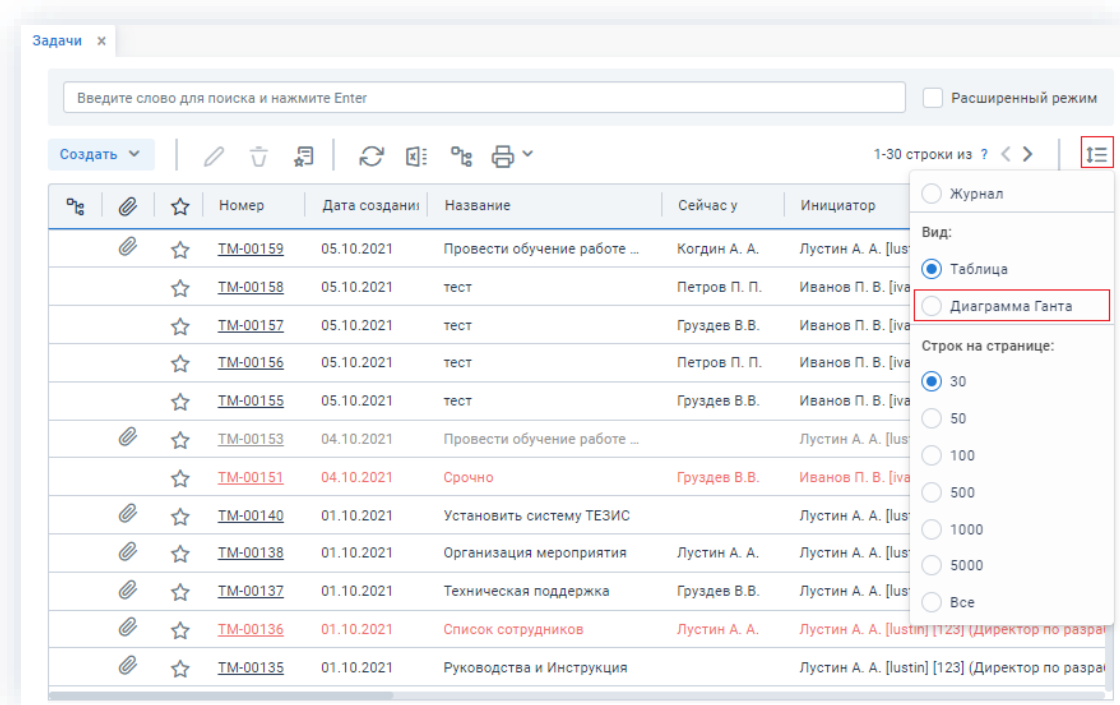 Задачи ×
Введите слово для поиска и нажмите Enter
Расширенный режим
Создать
1-30 строки из ?
Номер Дата создани Название Сейчас у Инициатор
ТМ-00159 05.10.2021 Провести обучение работе ... Когдин А. А. Лустин А. А. [lus
ТМ-00158 05.10.2021 тест Петров П. П. Иванов П. В. [iva
ТМ-00157 05.10.2021 тест Груздев В.В. Иванов П. В. [iva
ТМ-00156 05.10.2021 тест Петров П. П. Иванов П. В. [iva
ТМ-00155 05.10.2021 тест Груздев В.В. Иванов П. В. [iva
ТМ-00153 04.10.2021 Провести обучение работе ... Лустин А. А. [lus
ТМ-00151 04.10.2021 Срочно Груздев В.В. Иванов П. В. [iva
ТМ-00140 01.10.2021 Установить систему ТЕЗИС Лустин А. А. [lus
ТМ-00138 01.10.2021 Организация мероприятия Лустин А. А. Лустин А. А. [lus
ТМ-00137 01.10.2021 Техническая поддержка Груздев В.В. Лустин А. А. [lus
ТМ-00136 01.10.2021 Список сотрудников Лустин А. А. Лустин А. А. [lustin] [123] (Директор по разра
ТМ-00135 01.10.2021 Руководства и Инструкция Лустин А. А. [lustin] [123] (Директор по разра
Журнал
Вид:
Таблица
Диаграмма Ганта
Строк на странице:
30
50
100
500
1000
5000
Все